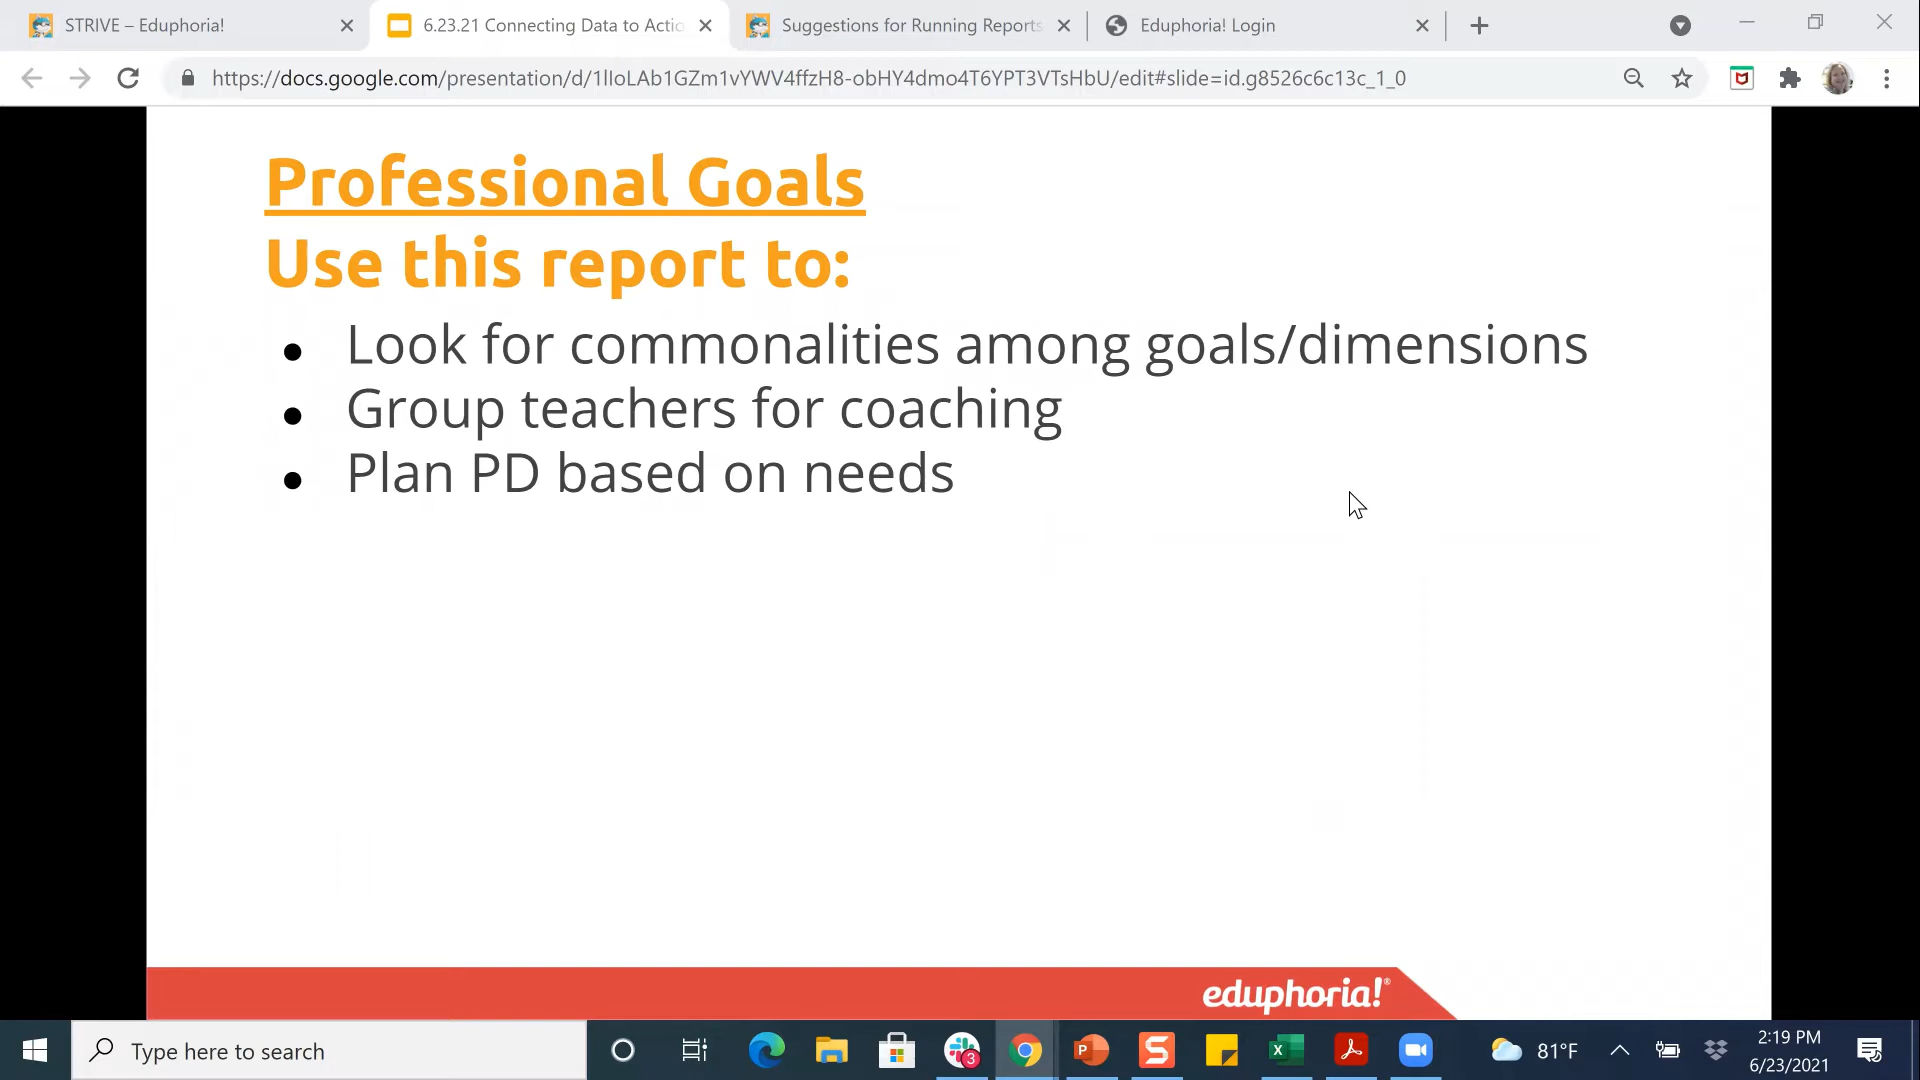 STRIVE – Eduphoria!
6.23.21 Connecting Data to Actio
Suggestions for Running Reports
Eduphoria! Login
https://docs.google.com/presentation/d/1lIoLAb1GZm1vYWV4ffzH8-obHY4dmo4T6YPT3VTsHbU/edit#slide=id.g8526c6c13c_1_0
Professional Goals
Use this report to:
● Look for commonalities among goals/dimensions
● Group teachers for coaching
● Plan PD based on needs
eduphoria!®
Type here to search
3
81°F
2:19 PM
6/23/2021